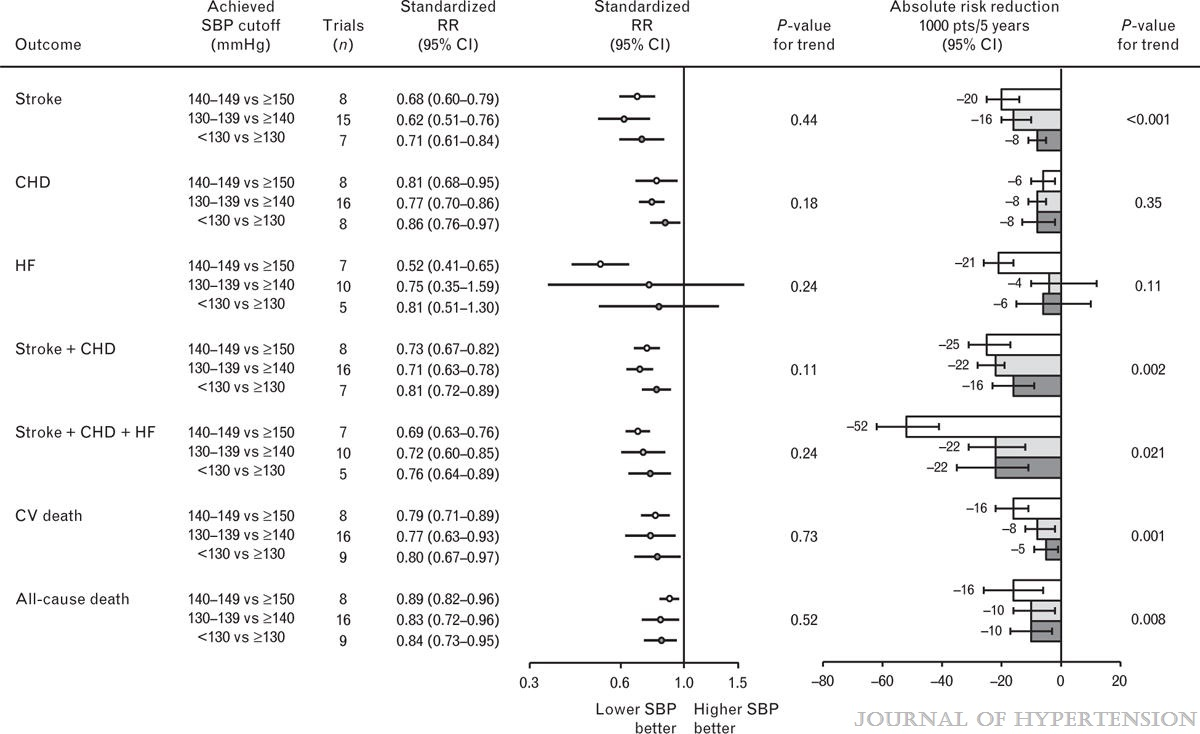 Outcome
Achieved SBP cutoff (mmHg)
Trials (n)
Standardized RR (95% CI)
Standardized RR (95% CI)
P-value for trend
Absolute risk reduction 1000 pts/5 years (95% CI)
P-value for trend
Stroke 140–149 vs ≥150 8 0.68 (0.60–0.79) –20
130–139 vs ≥140 15 0.62 (0.51–0.76) 0.44 –16 <0.001
<130 vs ≥130 7 0.71 (0.61–0.84) –8
CHD 140–149 vs ≥150 8 0.81 (0.68–0.95) –6
130–139 vs ≥140 16 0.77 (0.70–0.86) 0.18 –8 0.35
<130 vs ≥130 8 0.86 (0.76–0.97) –8
HF 140–149 vs ≥150 7 0.52 (0.41–0.65) –21
130–139 vs ≥140 10 0.75 (0.35–1.59) 0.24 –4 0.11
<130 vs ≥130 5 0.81 (0.51–1.30) –6
Stroke + CHD 140–149 vs ≥150 8 0.73 (0.67–0.82) –25
130–139 vs ≥140 16 0.71 (0.63–0.78) 0.11 –22 0.002
<130 vs ≥130 7 0.81 (0.72–0.89) –16
Stroke + CHD + HF 140–149 vs ≥150 7 0.69 (0.63–0.76) –52
130–139 vs ≥140 10 0.72 (0.60–0.85) 0.24 –22 0.021
<130 vs ≥130 5 0.76 (0.64–0.89) –22
CV death 140–149 vs ≥150 8 0.79 (0.71–0.89) –16
130–139 vs ≥140 16 0.77 (0.63–0.93) 0.73 –8 0.001
<130 vs ≥130 9 0.80 (0.67–0.97) –5
All-cause death 140–149 vs ≥150 8 0.89 (0.82–0.96) –16
130–139 vs ≥140 16 0.83 (0.72–0.96) 0.52 –10 0.008
<130 vs ≥130 9 0.84 (0.73–0.95) –10
0.3 0.6 1.0 1.5 –80 –60 –40 –20 0 20
Lower SBP better
Higher SBP better
JOURNAL OF HYPERTENSION